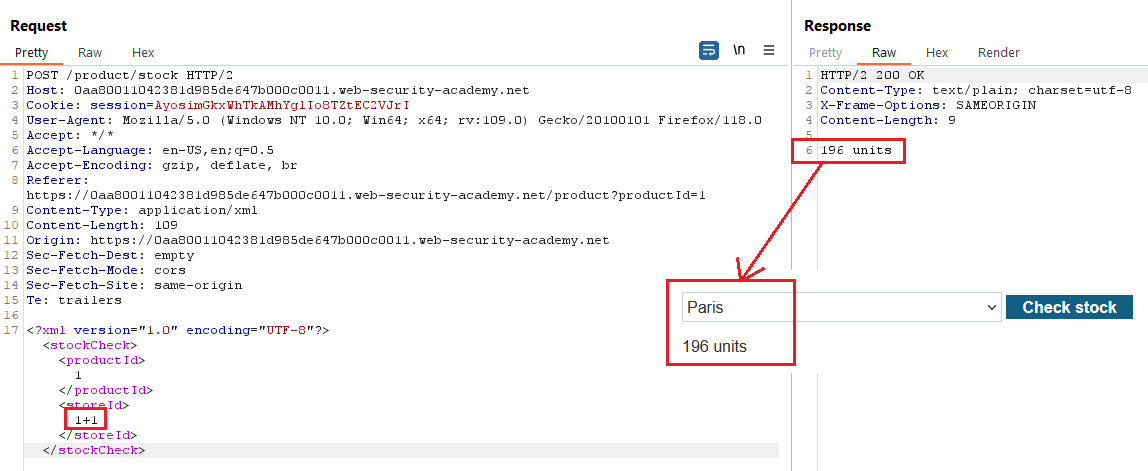 Request
Pretty Raw Hex
\n
1 POST /product/stock HTTP/2
2 Host: 0aa80011042381d985de647b000c0011.web-security-academy.net
3 Cookie: session=AyosimGkxWhTkAMhYglIo8TZtEC2VJrI
4 User-Agent: Mozilla/5.0 (Windows NT 10.0; Win64; x64; rv:109.0) Gecko/20100101 Firefox/118.0
5 Accept: */*
6 Accept-Language: en-US,en;q=0.5
7 Accept-Encoding: gzip, deflate, br
8 Referer:
https://0aa80011042381d985de647b000c0011.web-security-academy.net/product?productId=1
9 Content-Type: application/xml
10 Content-Length: 109
11 Origin: https://0aa80011042381d985de647b000c0011.web-security-academy.net
12 Sec-Fetch-Dest: empty
13 Sec-Fetch-Mode: cors
14 Sec-Fetch-Site: same-origin
15 Te: trailers
16
17 <?xml version="1.0" encoding="UTF-8"?>
<stockCheck>
<productId>
1
</productId>
<storeId>
1+1
</storeId>
</stockCheck>
Response
Pretty Raw Hex Render
1 HTTP/2 200 OK
2 Content-Type: text/plain; charset=utf-8
3 X-Frame-Options: SAMEORIGIN
4 Content-Length: 9
5
6 196 units
Paris Check stock
196 units